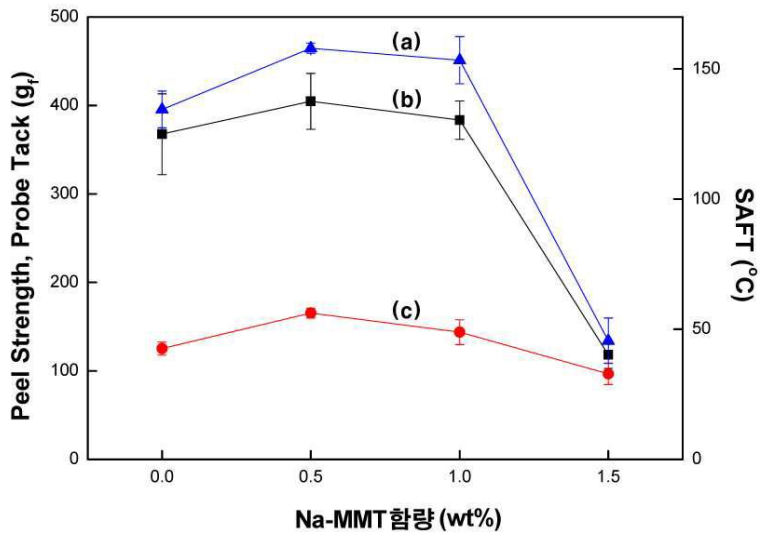 500
400
300
200
100
0
Peel Strength, Probe Tack (gf)
(a)
(b)
(c)
150
100
50
0
SAFT (°C)
0.0 0.5 1.0 1.5
Na-MMT함량(wt%)